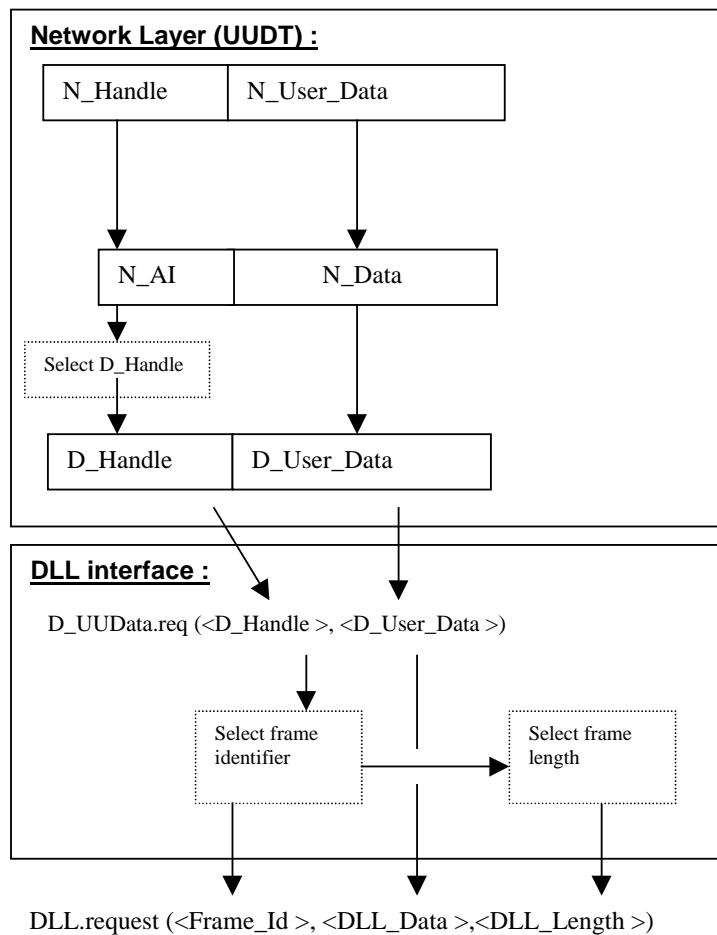 Network Layer (UUDT) :
N_Handle N_User_Data
N_AI N_Data
Select D_Handle
D_Handle D_User_Data
DLL interface :
D_UUData.req (<D_Handle >, <D_User_Data >)
Select frame
identifier
Select frame
length
DLL.request (<Frame_Id >, <DLL_Data >,<DLL_Length >)